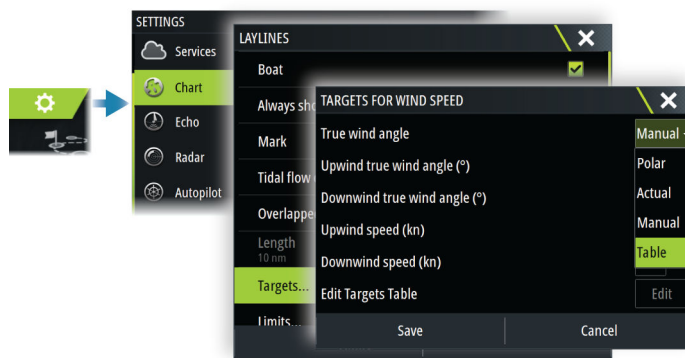 SETTINGS
Services
Chart
Echo
Radar
Autopilot
LAYLINES
Boat
Always sho
Mark
Tidal flow
Overlappe
Length
10 nm
Targets...
Limits...
TARGETS FOR WIND SPEED
True wind angle
Manual
Upwind true wind angle (°)
Polar
Downwind true wind angle (°)
Actual
Upwind speed (kn)
Manual
Downwind speed (kn)
Table
Edit Targets Table
Edit
Save
Cancel